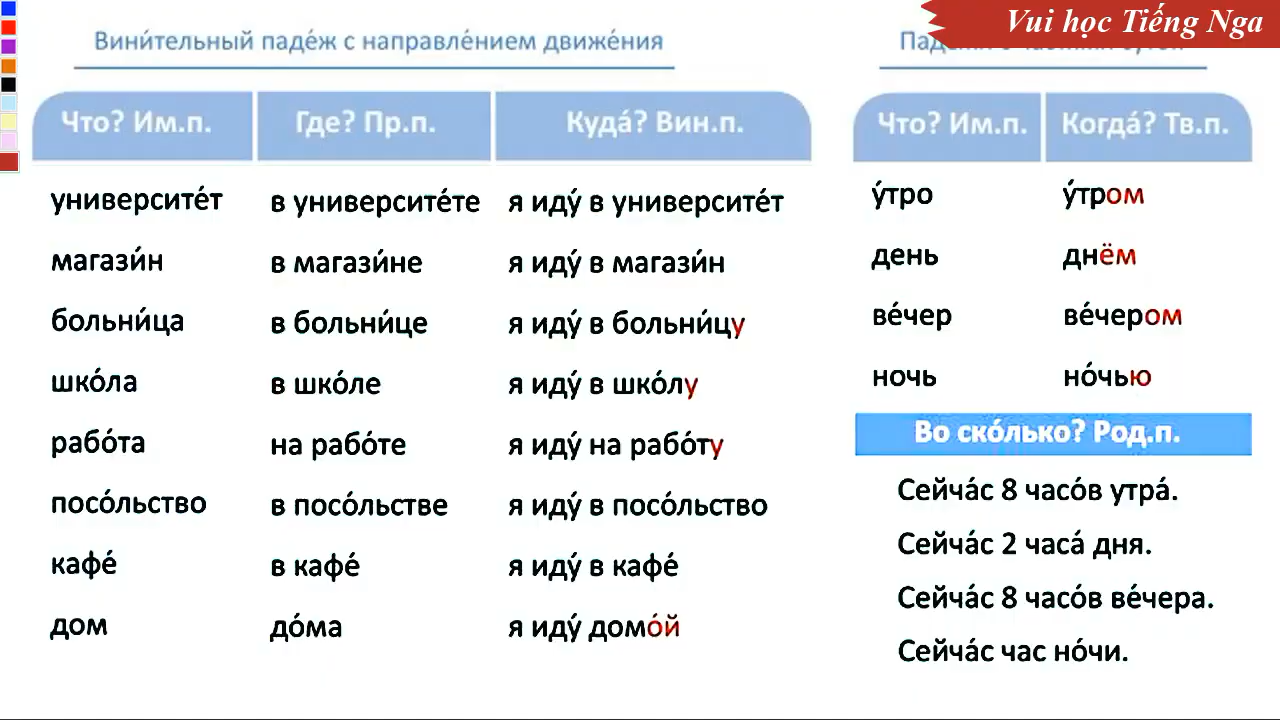 Vui học Tiếng Nga
Вини́тельный паде́ж с направле́нием движе́ния
Что? Им.п. Где? Пр.п. Куда́? Вин.п.
университе́т в университе́те я иду́ в университе́т
магази́н в магази́не я иду́ в магази́н
больни́ца в больни́це я иду́ в больни́цу
шко́ла в шко́ле я иду́ в шко́лу
рабо́та на рабо́те я иду́ на рабо́ту
посо́льство в посо́льстве я иду́ в посо́льство
кафе́ в кафе́ я иду́ в кафе́
дом до́ма я иду́ домо́й
Что? Им.п. Когда́? Тв.п.
у́тро у́тром
день днём
ве́чер ве́чером
ночь но́чью
Во ско́лько? Род.п.
Сейча́с 8 часо́в утра́.
Сейча́с 2 часа́ дня.
Сейча́с 8 часо́в ве́чера.
Сейча́с час но́чи.